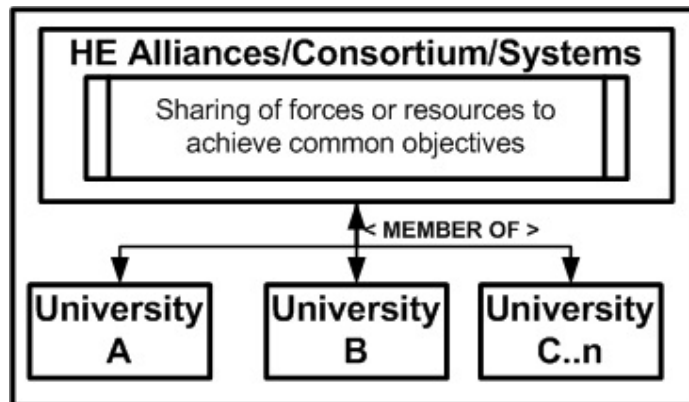 HE Alliances/Consortium/Systems
Sharing of forces or resources to
achieve common objectives
< MEMBER OF >
University
A
University
B
University
C..n